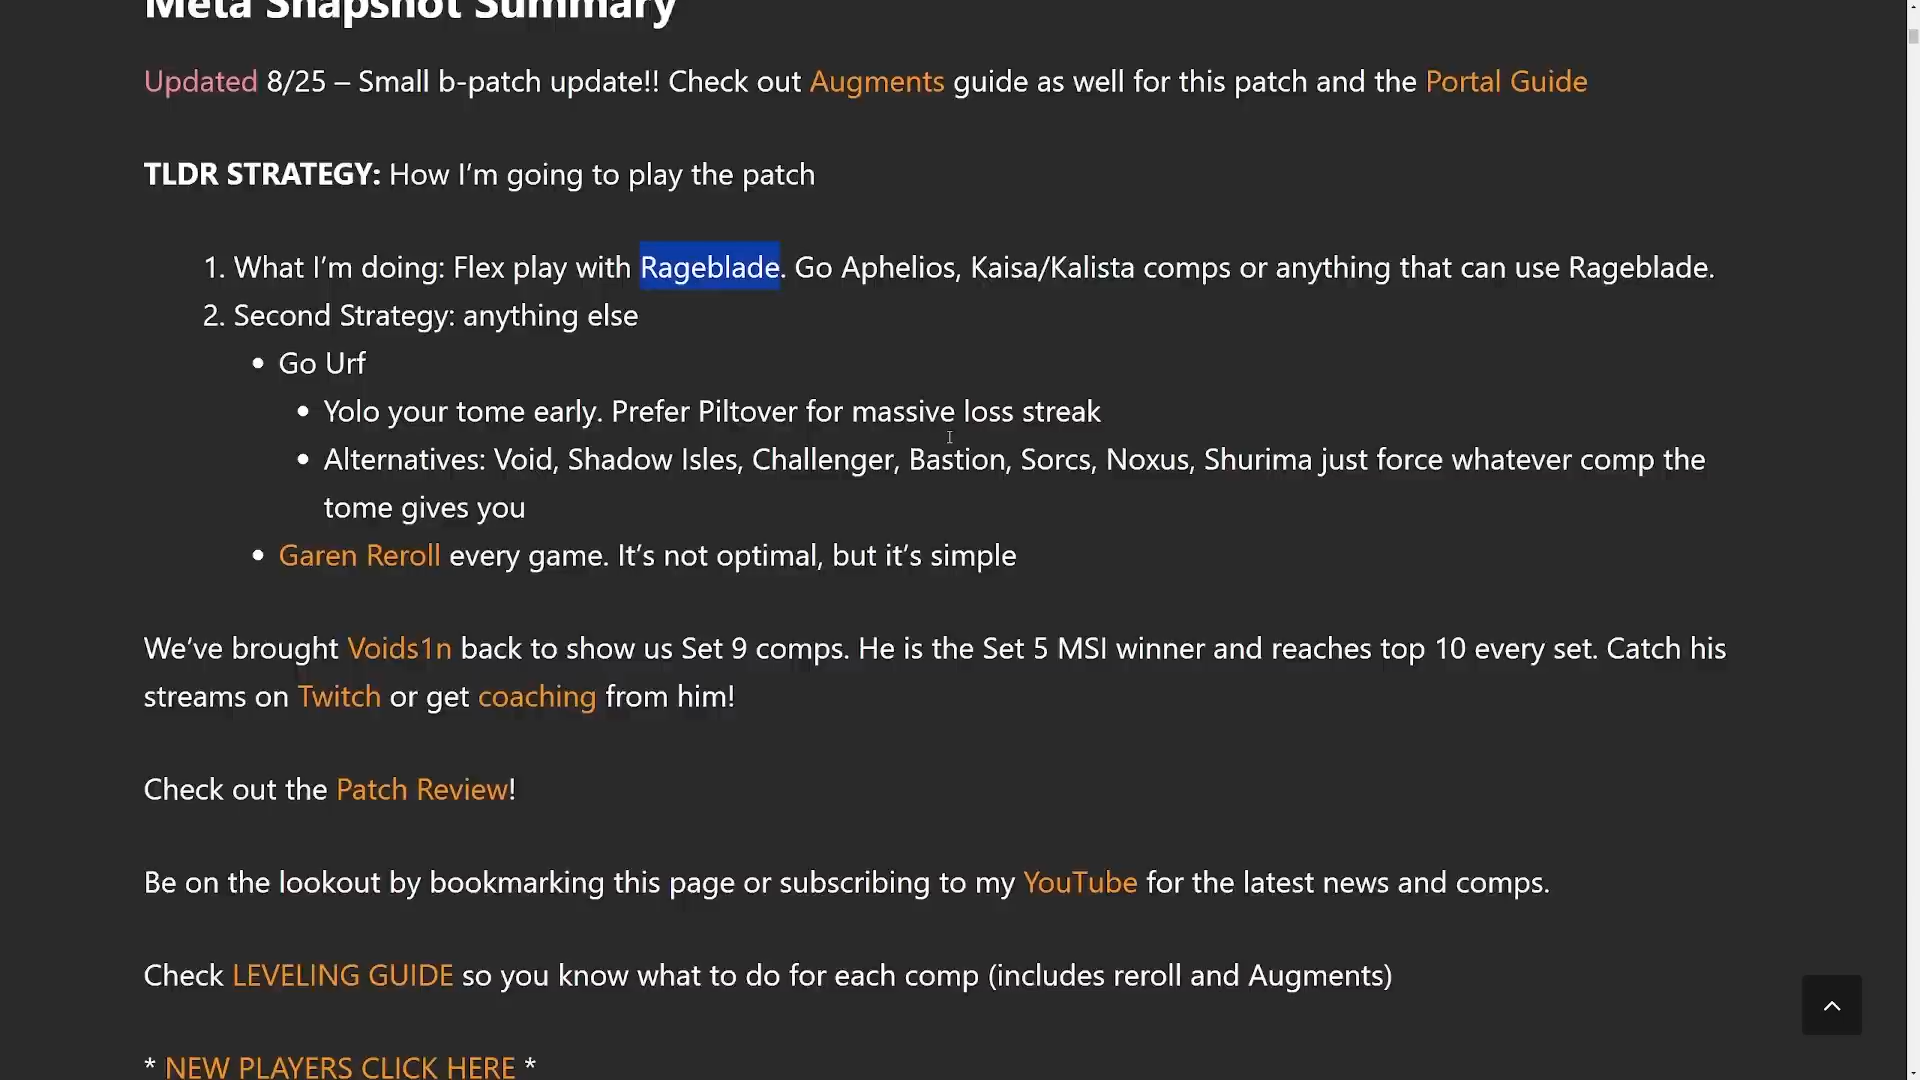 Meta Snapshot Summary
Updated 8/25 – Small b-patch update!! Check out Augments guide as well for this patch and the Portal Guide
TLDR STRATEGY: How I’m going to play the patch
1. What I’m doing: Flex play with Rageblade. Go Aphelios, Kaisa/Kalista comps or anything that can use Rageblade.
2. Second Strategy: anything else
• Go Urf
• Yolo your tome early. Prefer Piltover for massive loss streak
• Alternatives: Void, Shadow Isles, Challenger, Bastion, Sorcs, Noxus, Shurima just force whatever comp the
tome gives you
• Garen Reroll every game. It’s not optimal, but it’s simple
We’ve brought Voids1n back to show us Set 9 comps. He is the Set 5 MSI winner and reaches top 10 every set. Catch his
streams on Twitch or get coaching from him!
Check out the Patch Review!
Be on the lookout by bookmarking this page or subscribing to my YouTube for the latest news and comps.
Check LEVELING GUIDE so you know what to do for each comp (includes reroll and Augments)
* NEW PLAYERS CLICK HERE *